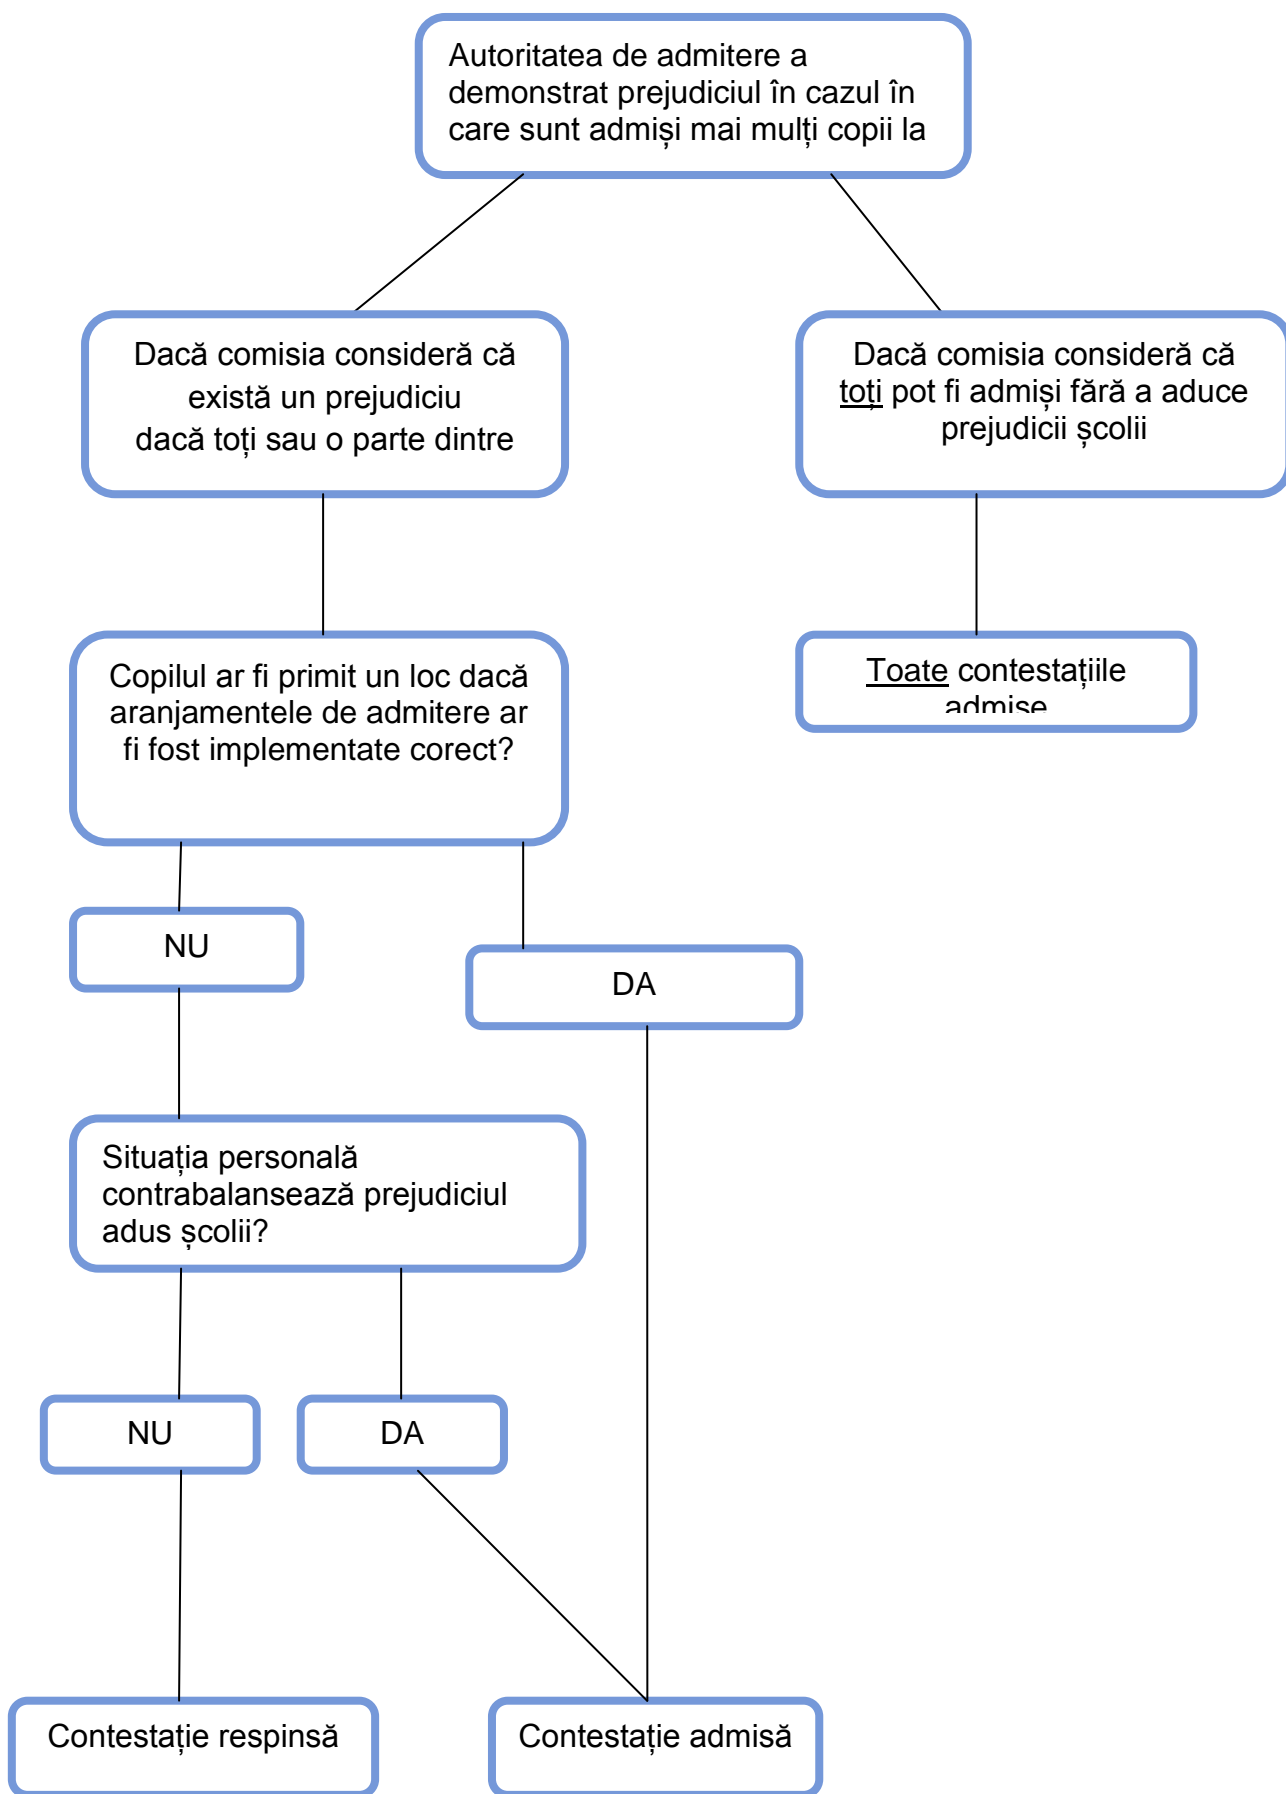 Autoritatea de admitere a
demonstrat prejudiciul în cazul în
care sunt admiși mai mulți copii la
Dacă comisia consideră că
există un prejudiciu
dacă toți sau o parte dintre
Dacă comisia consideră că
toți pot fi admiși fără a aduce
prejudicii școlii
Copilul ar fi primit un loc dacă
aranjamentele de admitere ar
fi fost implementate corect?
Toate contestațiile
admise
NU
DA
Situația personală
contrabalansează prejudiciul
adus școlii?
NU
DA
Contestație respinsă
Contestație admisă